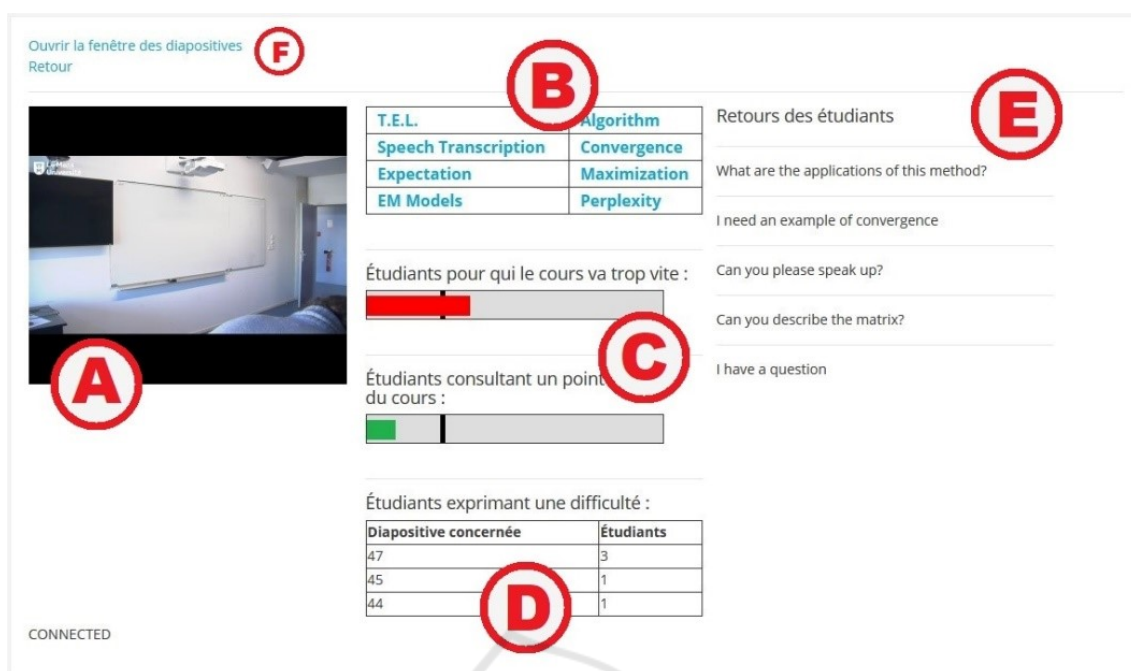 Ouvrir la fenêtre des diapositives
Retour
F
A
Le Mans
Université
B
T.E.L. Algorithm
Speech Transcription Convergence
Expectation Maximization
EM Models Perplexity
Étudiants pour qui le cours va trop vite :
C
Étudiants consultant un point
du cours :
Étudiants exprimant une difficulté :
Diapositive concernée Étudiants
47 3
45 1
44 1
D
E
Retours des étudiants
What are the applications of this method?
I need an example of convergence
Can you please speak up?
Can you describe the matrix?
I have a question
CONNECTED